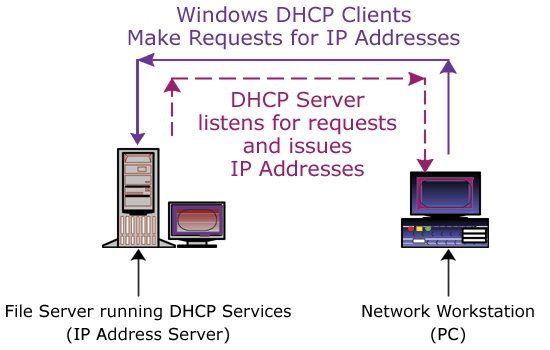 Windows DHCP Clients
Make Requests for IP Addresses
DHCP Server
listens for requests
and issues
IP Addresses
File Server running DHCP Services
(IP Address Server)
Network Workstation
(PC)